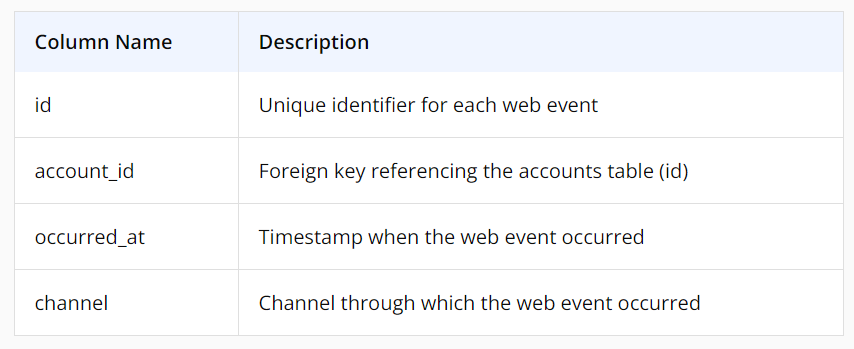 Column Name Description
id Unique identifier for each web event
account_id Foreign key referencing the accounts table (id)
occurred_at Timestamp when the web event occurred
channel Channel through which the web event occurred